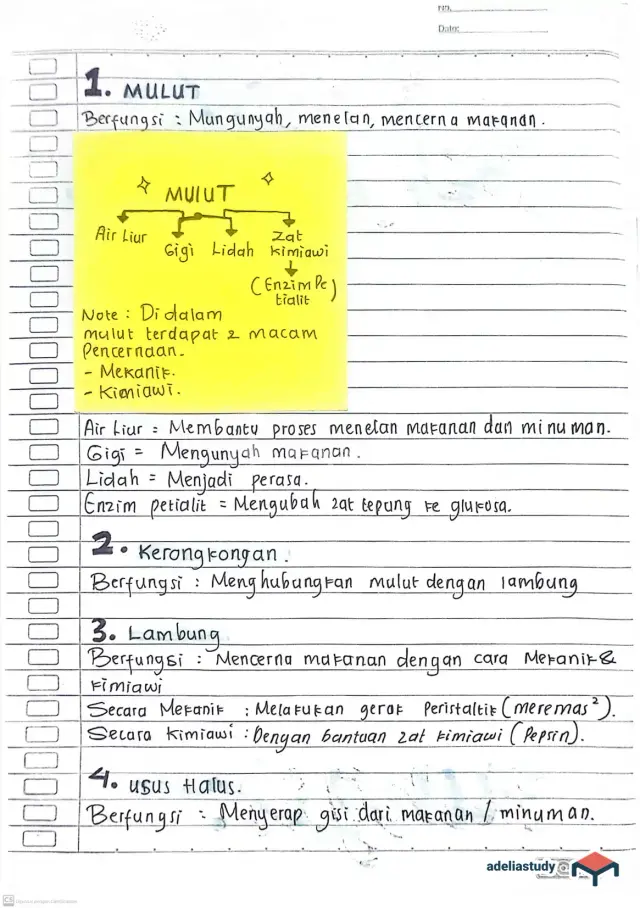 No.
Date:
1. MULUT
Berfungsi : Mungunyah, menelan, mencerna makanan.
MULUT
Air Liur
Gigi
Lidah
Zat
Kimiawi
(Enzim Pe
tialit)
Note : Di dalam
mulut terdapat 2 macam
Pencernaan.
- Mekanik.
- Kimiawi.
Air Liur = Membantu proses menelan makanan dan minuman.
Gigi = Mengunyah makanan.
Lidah = Menjadi perasa.
Enzim petialit = Mengubah zat tepung ke glukosa.
2. Kerongkongan.
Berfungsi : Menghubungkan mulut dengan lambung
3. Lambung
Berfungsi : Mencerna makanan dengan cara Mekanik &
Kimiawi
Secara Mekanik : Melakukan gerak Peristaltik (meremas²).
Secara Kimiawi : Dengan bantuan zat kimiawi (Pepsin).
4. Usus Halus.
Berfungsi : Menyerap gisi dari makanan / minuman.
adeliastudy@
CS